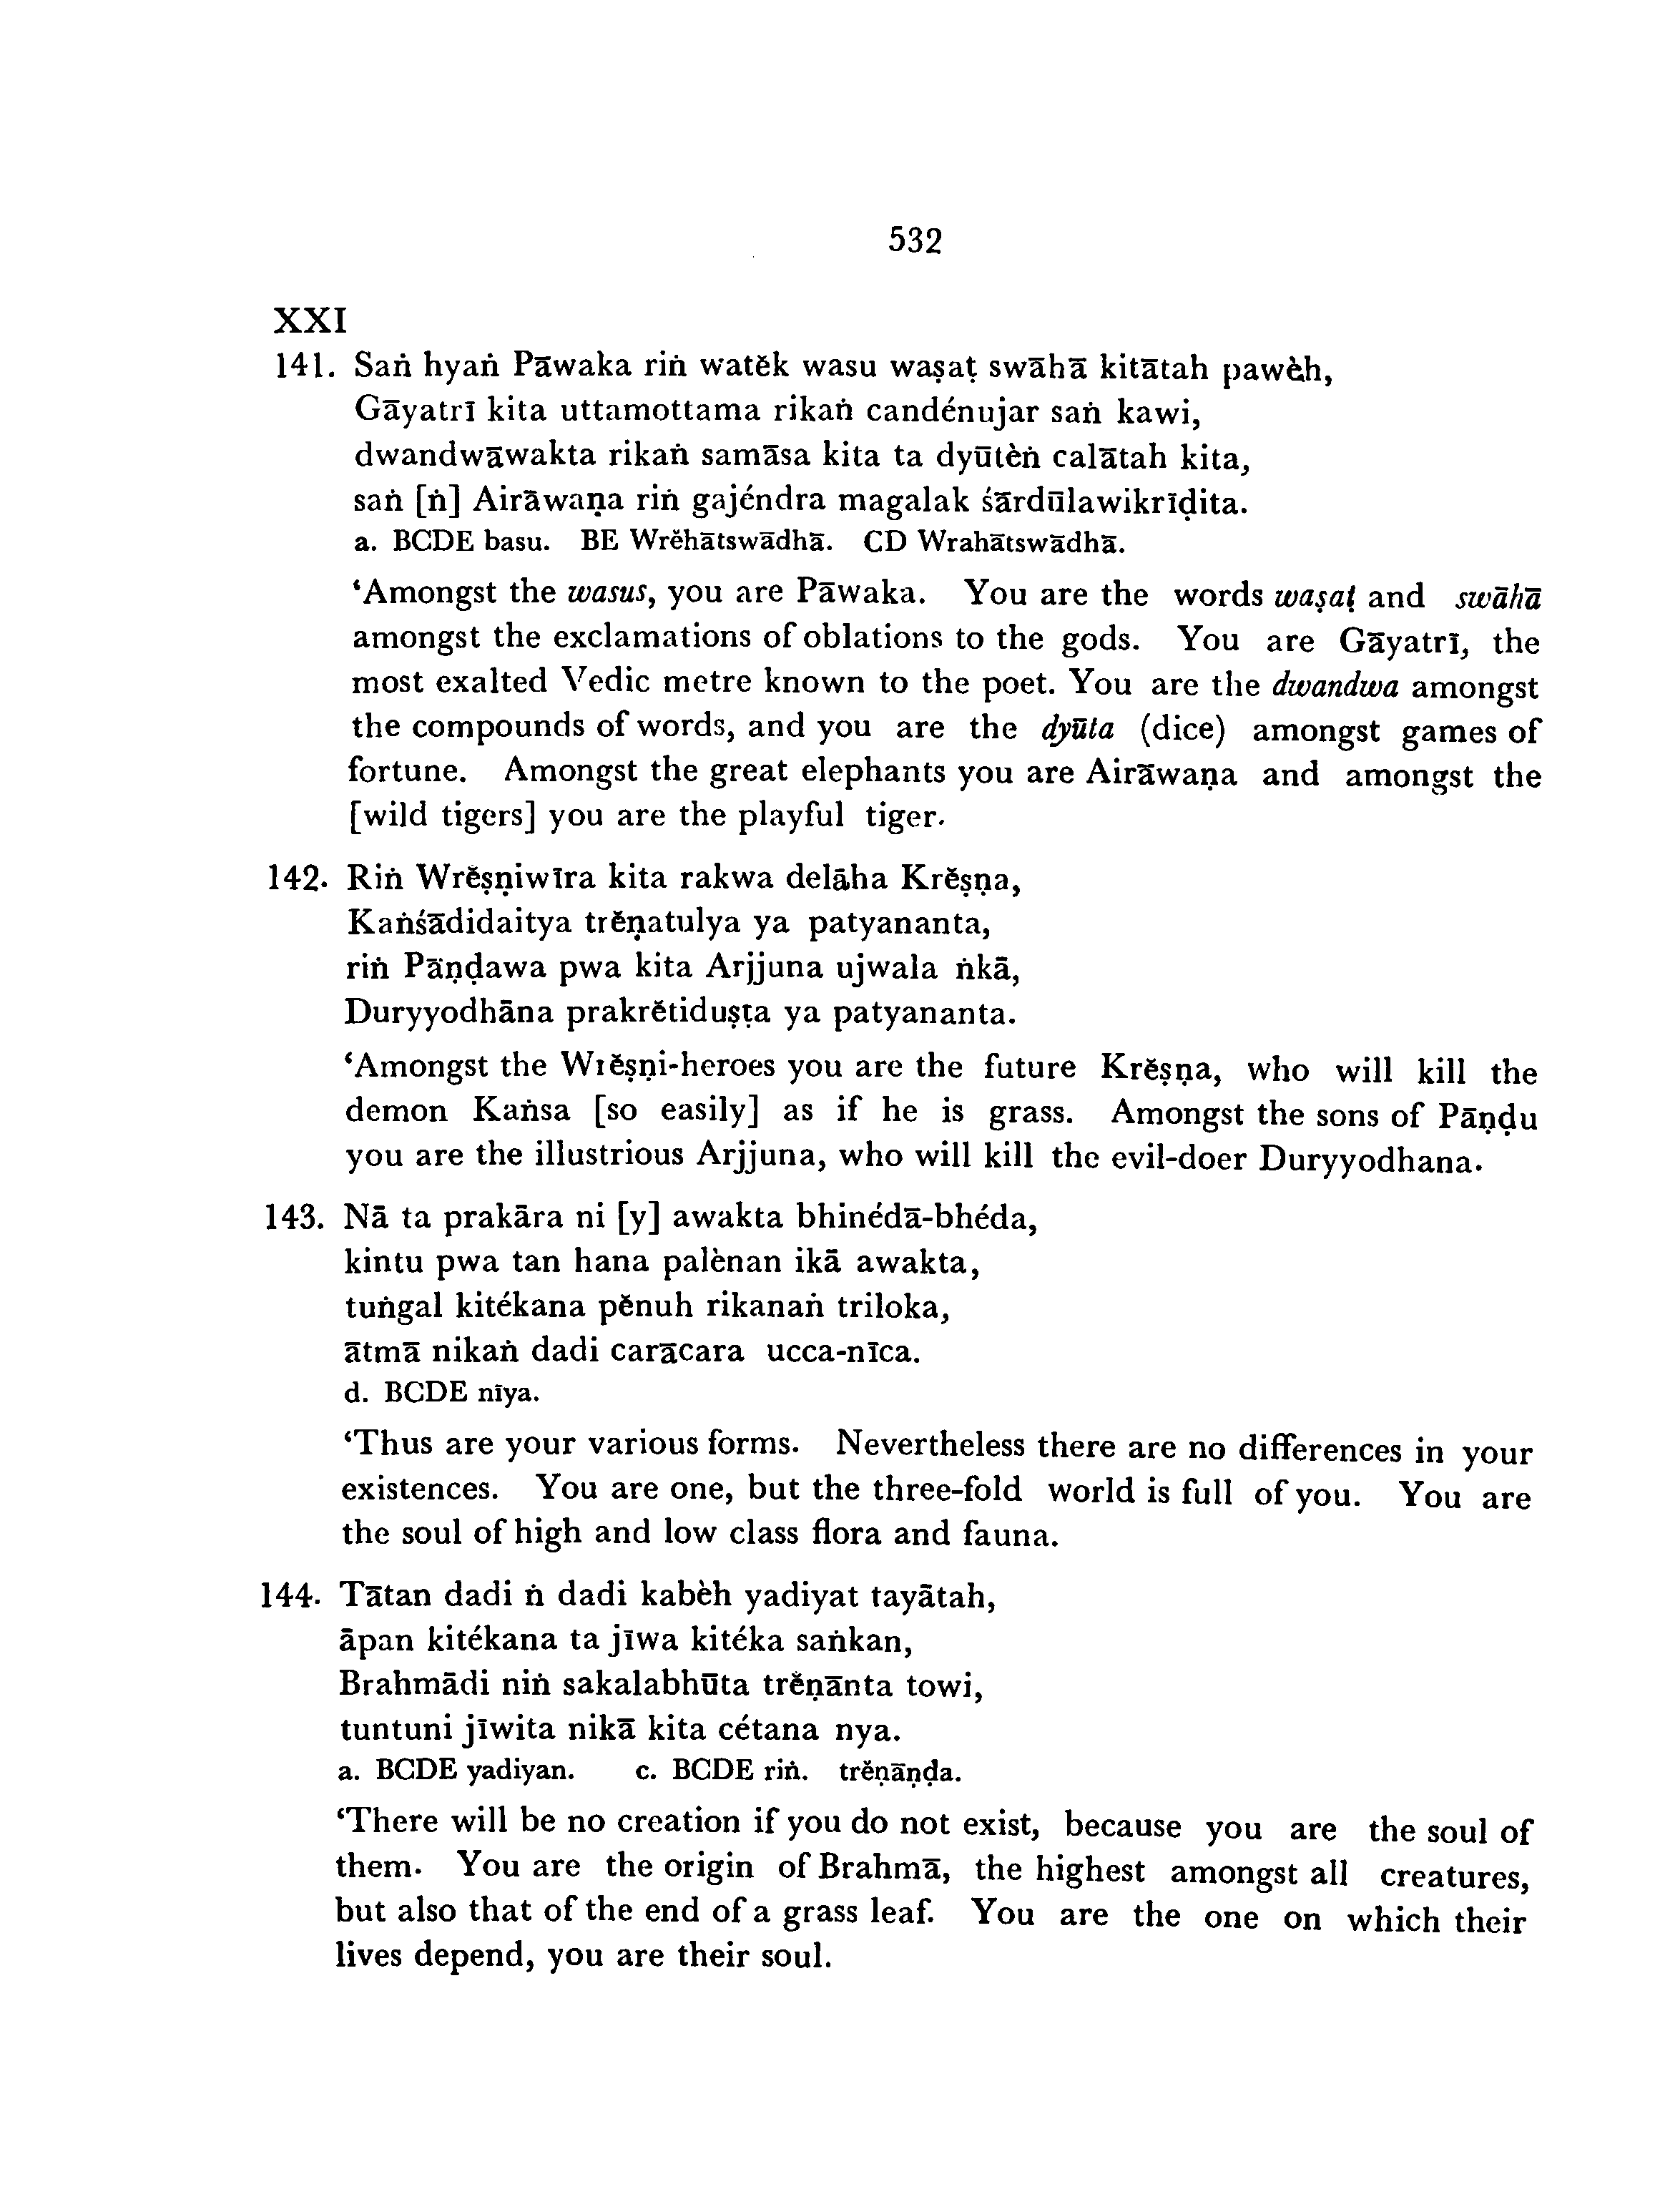 532
XXI
141. Saṅ hyaṅ Pāwaka riṅ watĕk wasu waṣaṭ swāhā kitātah pawèh,
Gāyatrī kita uttamottama rikaṅ candénujar saṅ kawi,
dwandwāwakta rikaṅ samāsa kita ta dyūtèṅ calātah kita,
saṅ [ṅ] Airāwaṇa riṅ gajéndra magalak śārdūlawikrīḍita.
a. BCDE basu. BE Wrĕhātswādhā. CD Wrahātswādhā.
‘Amongst the wasus, you are Pāwaka. You are the words waṣaṭ and swāhā
amongst the exclamations of oblations to the gods. You are Gāyatrī, the
most exalted Vedic metre known to the poet. You are the dwandwa amongst
the compounds of words, and you are the dyūta (dice) amongst games of
fortune. Amongst the great elephants you are Airāwaṇa and amongst the
[wild tigers] you are the playful tiger.
142. Riṅ Wrĕṣṇiwīra kita rakwa delāha Krĕṣṇa,
Kaṅśādidaitya trĕṇatulya ya patyananta,
riṅ Pāṇḍawa pwa kita Arjjuna ujwala ṅkā,
Duryyodhāna prakrĕtiduṣṭa ya patyananta.
‘Amongst the Wrĕṣṇi-heroes you are the future Krĕṣṇa, who will kill the
demon Kaṅsa [so easily] as if he is grass. Amongst the sons of Pāṇḍu
you are the illustrious Arjjuna, who will kill the evil-doer Duryyodhana.
143. Nā ta prakāra ni [y] awakta bhinédā-bhéda,
kintu pwa tan hana palènan ikā awakta,
tuṅgal kitékana pĕnuh rikanaṅ triloka,
ātmā nikaṅ dadi carācara ucca-nīca.
d. BCDE nīya.
‘Thus are your various forms. Nevertheless there are no differences in your
existences. You are one, but the three-fold world is full of you. You are
the soul of high and low class flora and fauna.
144. Tātan dadi ṅ dadi kabèh yadiyat tayātah,
āpan kitékana ta jīwa kitéka saṅkan,
Brahmādi niṅ sakalabhūta trĕṇānta towi,
tuntuni jīwita nikā kita cétana nya.
a. BCDE yadiyan. c. BCDE riṅ. trĕṇāṇḍa.
‘There will be no creation if you do not exist, because you are the soul of
them. You are the origin of Brahmā, the highest amongst all creatures,
but also that of the end of a grass leaf. You are the one on which their
lives depend, you are their soul.